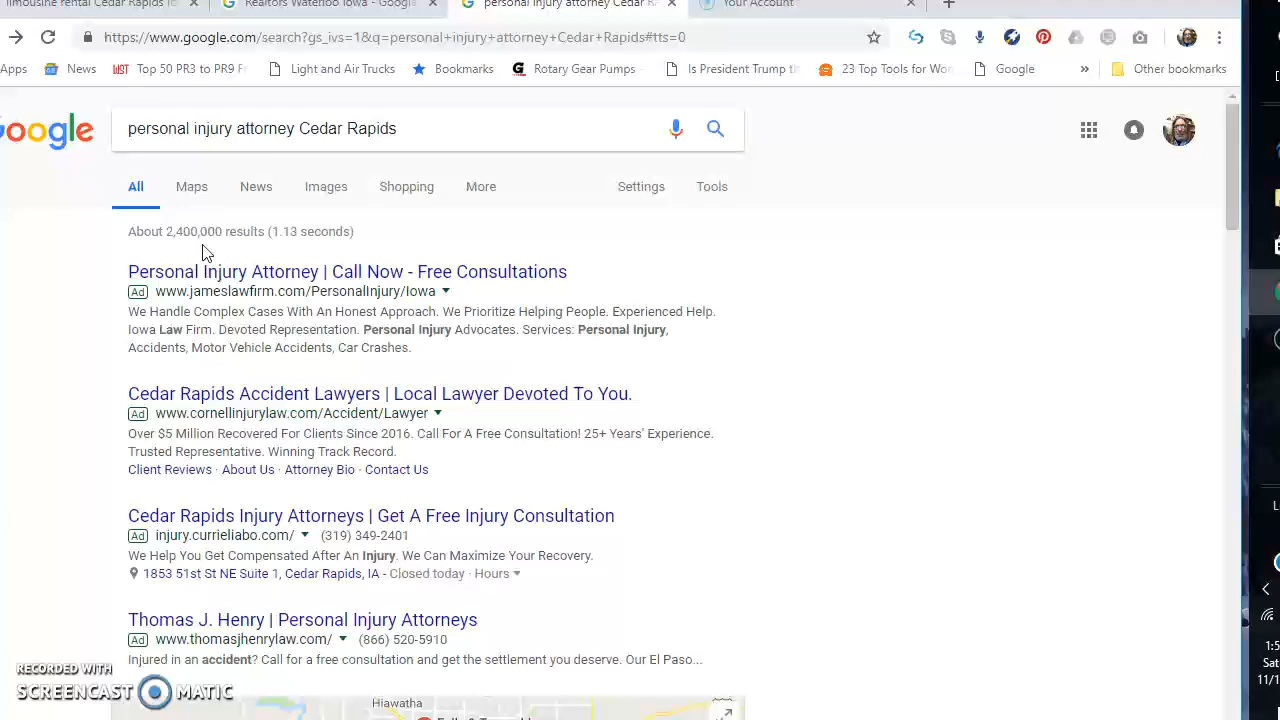 limousine rental Cedar Rapids Io
Realtors Waterloo Iowa - Google
personal injury attorney Cedar R
Your Account
https://www.google.com/search?gs_ivs=1&q=personal+injury+attorney+Cedar+Rapids#tts=0
Apps News Top 50 PR3 to PR9 F Light and Air Trucks Bookmarks Rotary Gear Pumps - Is President Trump th 23 Top Tools for Wor Google » Other bookmarks
oogle
personal injury attorney Cedar Rapids
All Maps News Images Shopping More Settings Tools
About 2,400,000 results (1.13 seconds)
Personal Injury Attorney | Call Now - Free Consultations
Ad www.jameslawfirm.com/PersonalInjury/Iowa
We Handle Complex Cases With An Honest Approach. We Prioritize Helping People. Experienced Help.
Iowa Law Firm. Devoted Representation. Personal Injury Advocates. Services: Personal Injury,
Accidents, Motor Vehicle Accidents, Car Crashes.
Cedar Rapids Accident Lawyers | Local Lawyer Devoted To You.
Ad www.cornellinjurylaw.com/Accident/Lawyer
Over $5 Million Recovered For Clients Since 2016. Call For A Free Consultation! 25+ Years' Experience.
Trusted Representative. Winning Track Record.
Client Reviews · About Us · Attorney Bio · Contact Us
Cedar Rapids Injury Attorneys | Get A Free Injury Consultation
Ad injury.currieliabo.com/ (319) 349-2401
We Help You Get Compensated After An Injury. We Can Maximize Your Recovery.
1853 51st St NE Suite 1, Cedar Rapids, IA - Closed today · Hours
Thomas J. Henry | Personal Injury Attorneys
Ad www.thomasjhenrylaw.com/ (866) 520-5910
Injured in an accident? Call for a free consultation and get the settlement you deserve. Our El Paso...
Hiawatha
1:5
Sat
11/1
RECORDED WITH
SCREENCAST MATIC